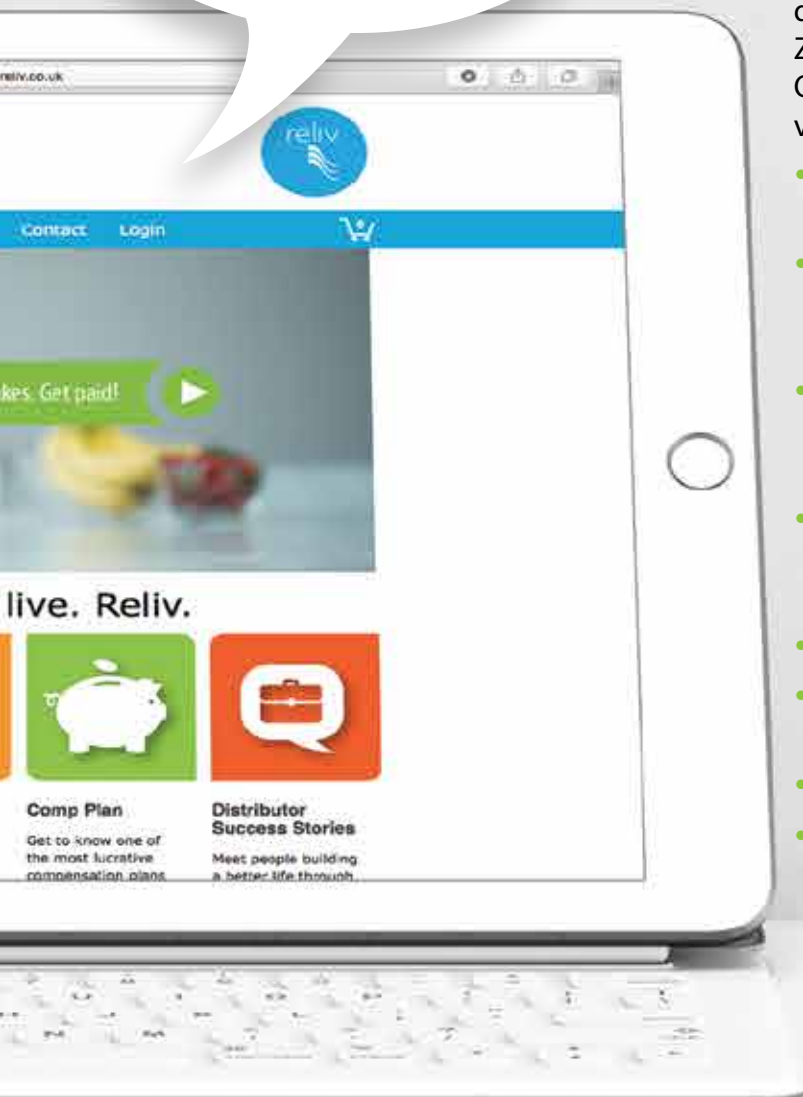 reliv.co.uk
reliv
Contact Login
Get paid!
live. Reliv.
Comp Plan
Get to know one of
the most lucrative
compensation plans
Distributor
Success Stories
Meet people building
a better life through